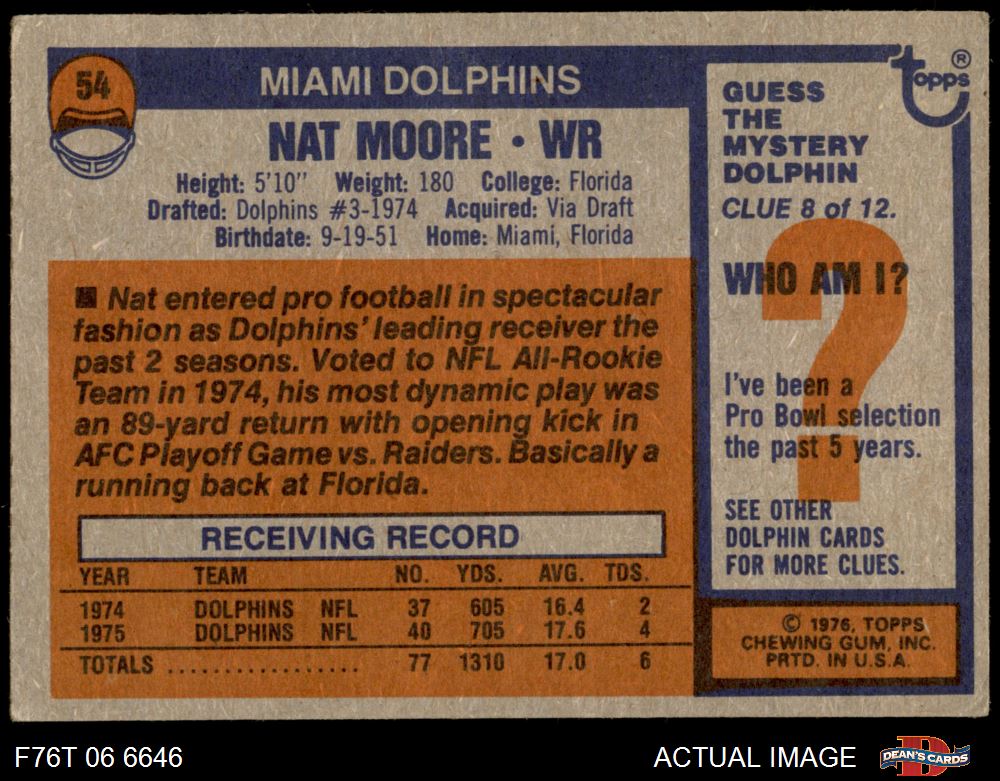 54
MIAMI DOLPHINS
NAT MOORE • WR
Height: 5'10" Weight: 180 College: Florida
Drafted: Dolphins #3-1974 Acquired: Via Draft
Birthdate: 9-19-51 Home: Miami, Florida
■ Nat entered pro football in spectacular
fashion as Dolphins' leading receiver the
past 2 seasons. Voted to NFL All-Rookie
Team in 1974, his most dynamic play was
an 89-yard return with opening kick in
AFC Playoff Game vs. Raiders. Basically a
running back at Florida.
RECEIVING RECORD
YEAR TEAM NO. YDS. AVG. TDS.
1974 DOLPHINS NFL 37 605 16.4 2
1975 DOLPHINS NFL 40 705 17.6 4
TOTALS .................. 77 1310 17.0 6
topps ®
GUESS
THE
MYSTERY
DOLPHIN
CLUE 8 of 12.
?
WHO AM I?
I've been a
Pro Bowl selection
the past 5 years.
SEE OTHER
DOLPHIN CARDS
FOR MORE CLUES.
© 1976, TOPPS
CHEWING GUM, INC.
PRTD. IN U.S.A.
F76T 06 6646
ACTUAL IMAGE
D
DEAN'S CARDS